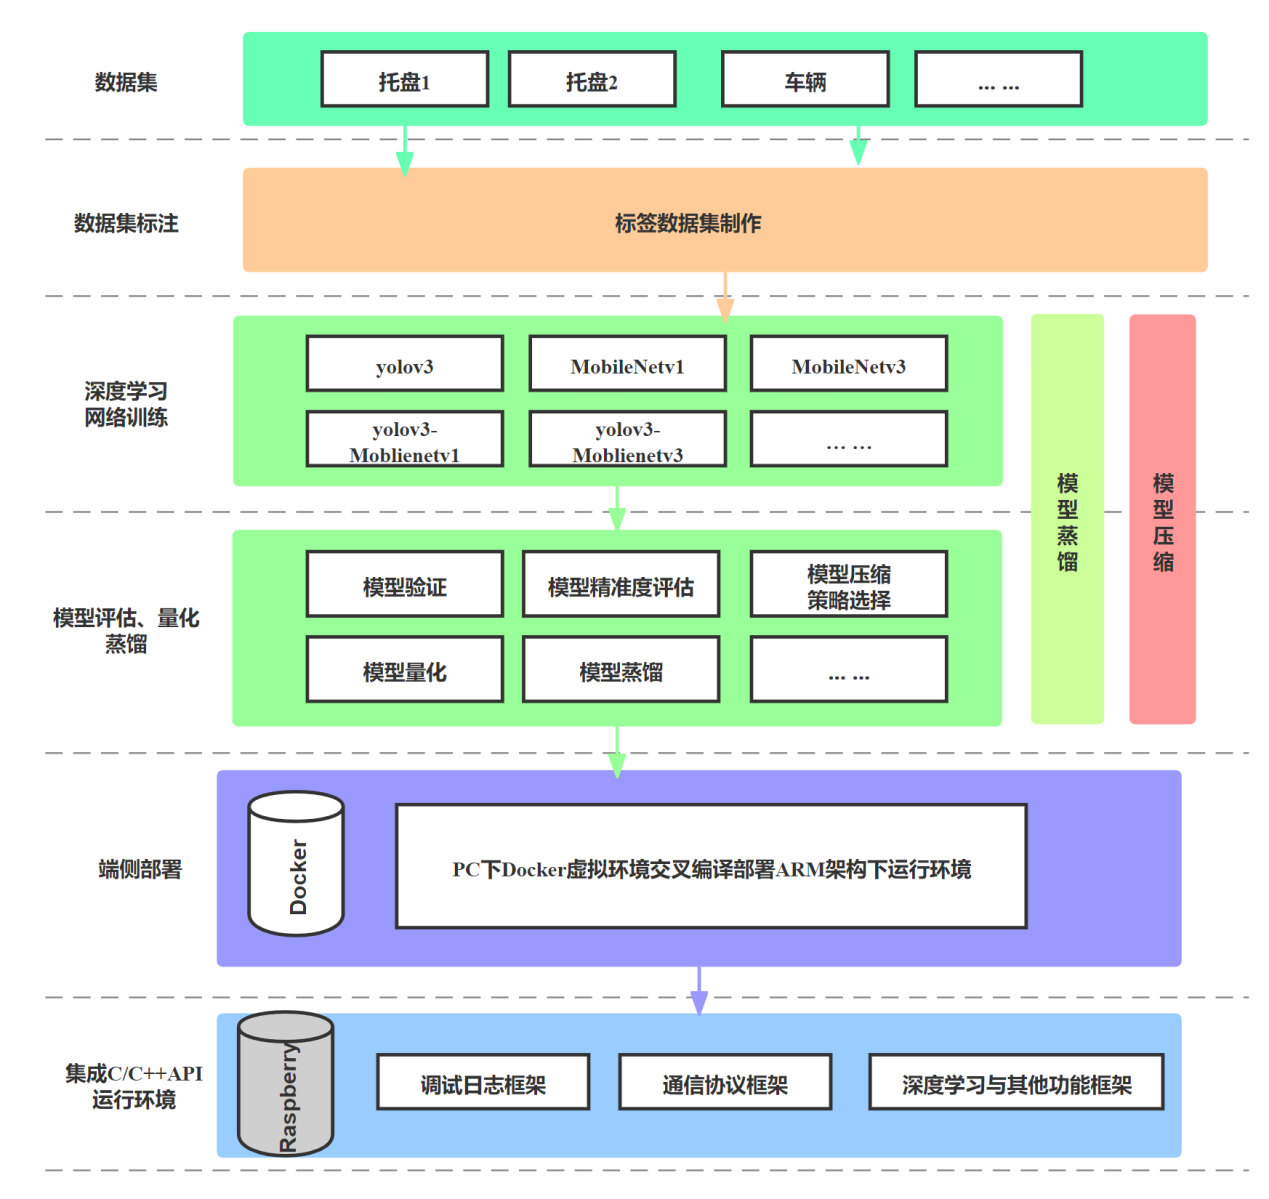 数据集
托盘1
托盘2
车辆
... ...
数据集标注
标签数据集制作
深度学习
网络训练
yolov3
MobileNetv1
MobileNetv3
yolov3-
Moblienetv1
yolov3-
Moblienetv3
... ...
模型蒸馏
模型压缩
模型评估、量化
蒸馏
模型验证
模型精准度评估
模型压缩
策略选择
模型量化
模型蒸馏
... ...
端侧部署
Docker
PC下Docker虚拟环境交叉编译部署ARM架构下运行环境
集成C/C++API
运行环境
Raspberry
调试日志框架
通信协议框架
深度学习与其他功能框架